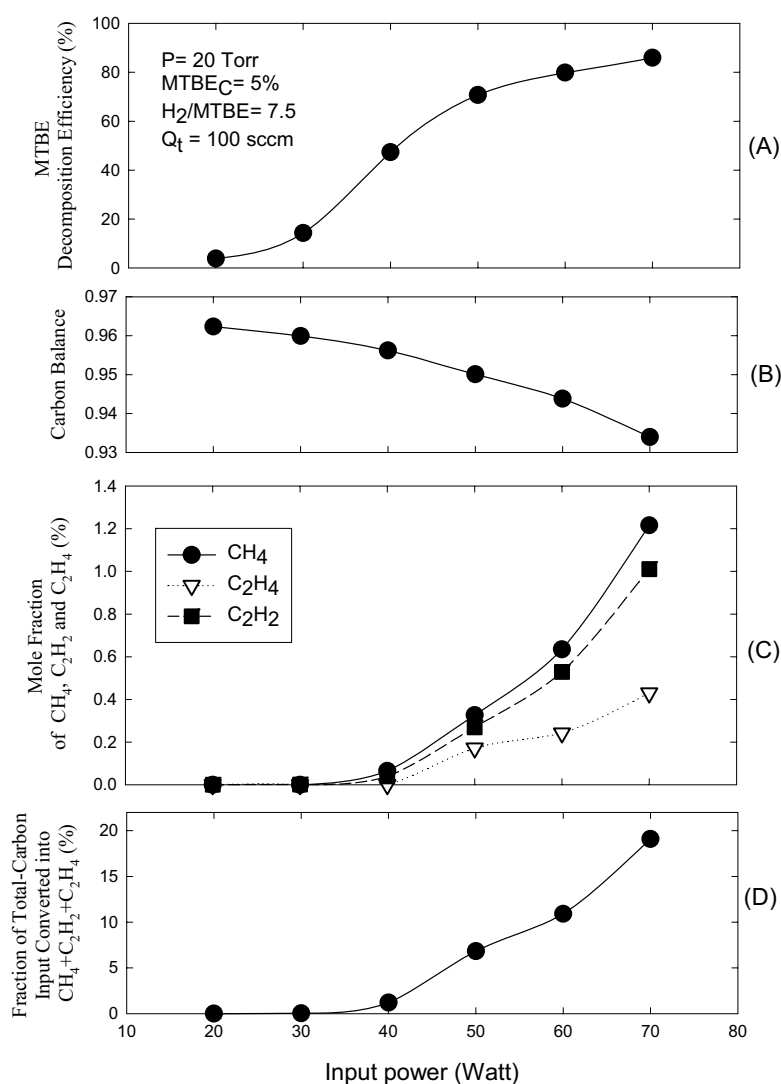 100
80
60
40
20
0
MTBE
Decomposition Efficiency (%)
P= 20 Torr
MTBEC= 5%
H2/MTBE= 7.5
Qt = 100 sccm
(A)
0.97
0.96
0.95
0.94
0.93
Carbon Balance
(B)
1.4
1.2
1.0
0.8
0.6
0.4
0.2
0.0
Mole Fraction
of CH4, C2H2 and C2H4 (%)
CH4
C2H4
C2H2
(C)
20
15
10
5
0
Fraction of Total-Carbon
Input Converted into
CH4+C2H2+C2H4 (%)
(D)
10 20 30 40 50 60 70 80
Input power (Watt)